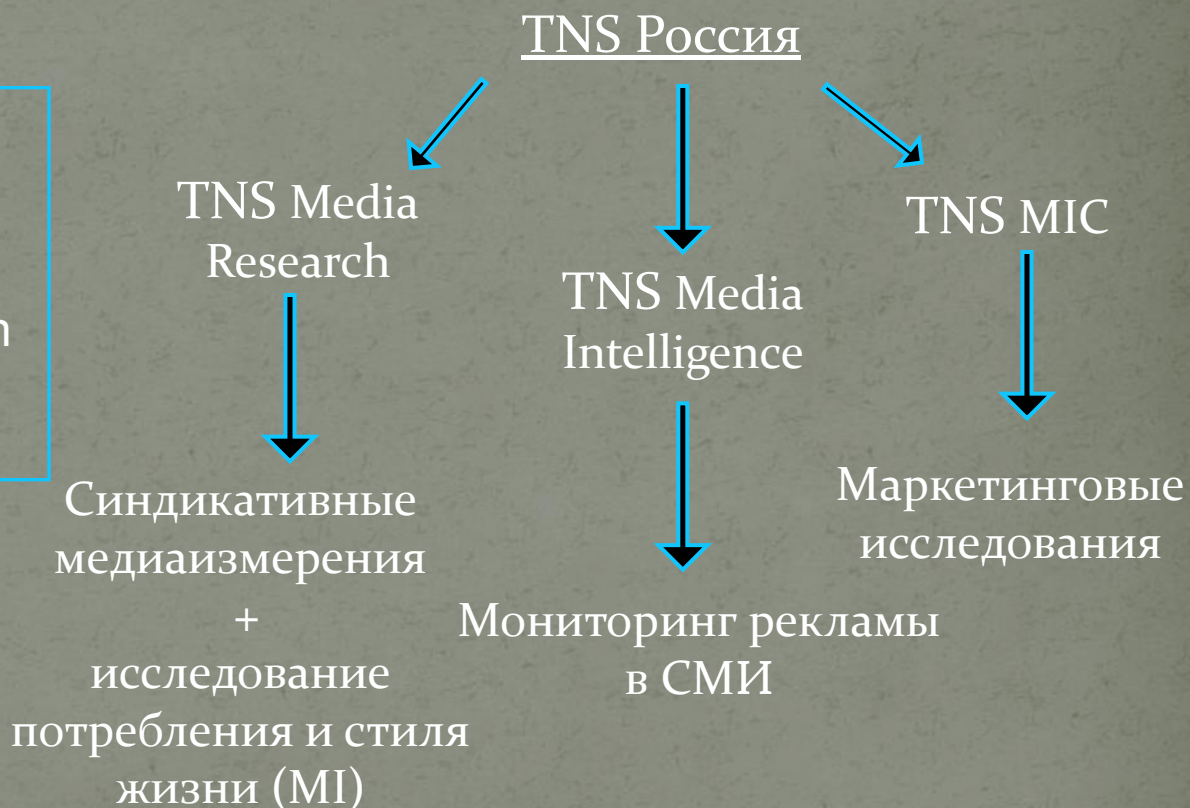 TNS Россия
TNS Media
Research
TNS Media
Intelligence
TNS MIC
Синдикативные
медиаизмерения
+
исследование
потребления и стиля
жизни (MI)
Мониторинг рекламы
в СМИ
Маркетинговые
исследования